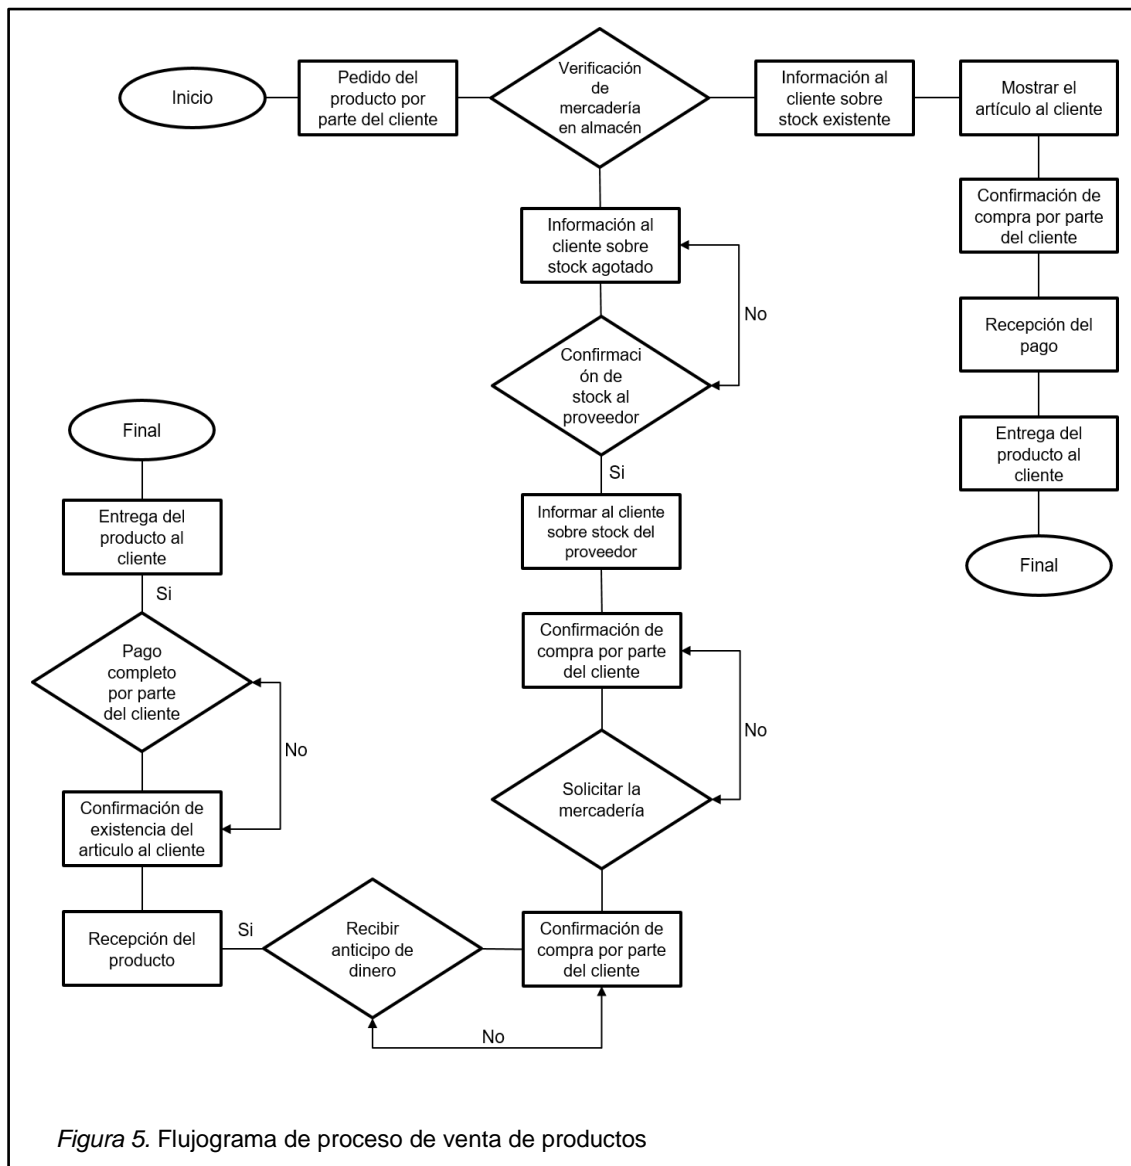 Inicio
Pedido del
producto por
parte del cliente
Verificación
de
mercadería
en almacén
Información al
cliente sobre
stock existente
Mostrar el
artículo al cliente
Confirmación de
compra por parte
del cliente
Recepción del
pago
Entrega del
producto al
cliente
Final
Información al
cliente sobre
stock agotado
No
Confirmaci
ón de
stock al
proveedor
Si
Informar al cliente
sobre stock del
proveedor
Confirmación de
compra por parte
del cliente
No
Solicitar la
mercadería
Confirmación de
compra por parte
del cliente
No
Recibir
anticipo de
dinero
Si
Recepción del
producto
Confirmación de
existencia del
articulo al cliente
No
Pago
completo
por parte
del cliente
Si
Entrega del
producto al
cliente
Final
Figura 5. Flujograma de proceso de venta de productos